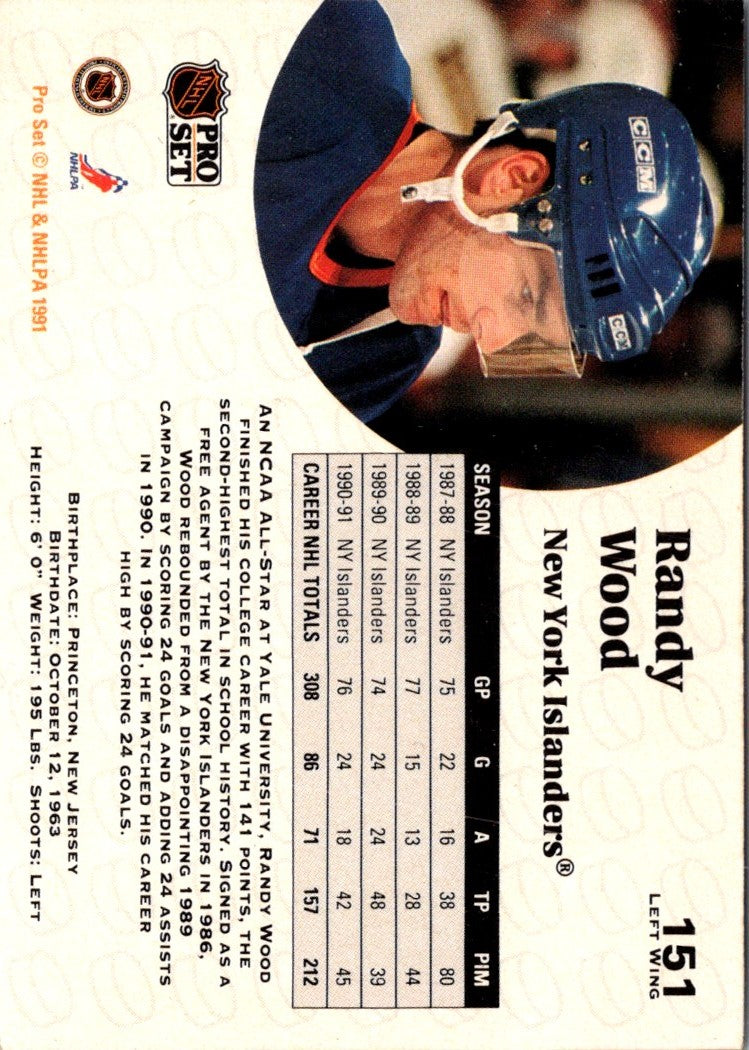 151
LEFT WING
Randy
Wood
New York Islanders®
CCM
CCM
SEASON GP G A TP PIM
1987-88 NY Islanders 75 22 16 38 80
1988-89 NY Islanders 77 15 13 28 44
1989-90 NY Islanders 74 24 24 48 39
1990-91 NY Islanders 76 24 18 42 45
CAREER NHL TOTALS 308 86 71 157 212
AN NCAA ALL-STAR AT YALE UNIVERSITY, RANDY WOOD
FINISHED HIS COLLEGE CAREER WITH 141 POINTS, THE
SECOND-HIGHEST TOTAL IN SCHOOL HISTORY. SIGNED AS A
FREE AGENT BY THE NEW YORK ISLANDERS IN 1986,
WOOD REBOUNDED FROM A DISAPPOINTING 1989
CAMPAIGN BY SCORING 24 GOALS AND ADDING 24 ASSISTS
IN 1990. IN 1990-91, HE MATCHED HIS CAREER
HIGH BY SCORING 24 GOALS.
BIRTHPLACE: PRINCETON, NEW JERSEY
BIRTHDATE: OCTOBER 12, 1963
HEIGHT: 6' 0" WEIGHT: 195 LBS. SHOOTS: LEFT
NHL
PRO
SET
NHLPA
Pro Set © NHL & NHLPA 1991